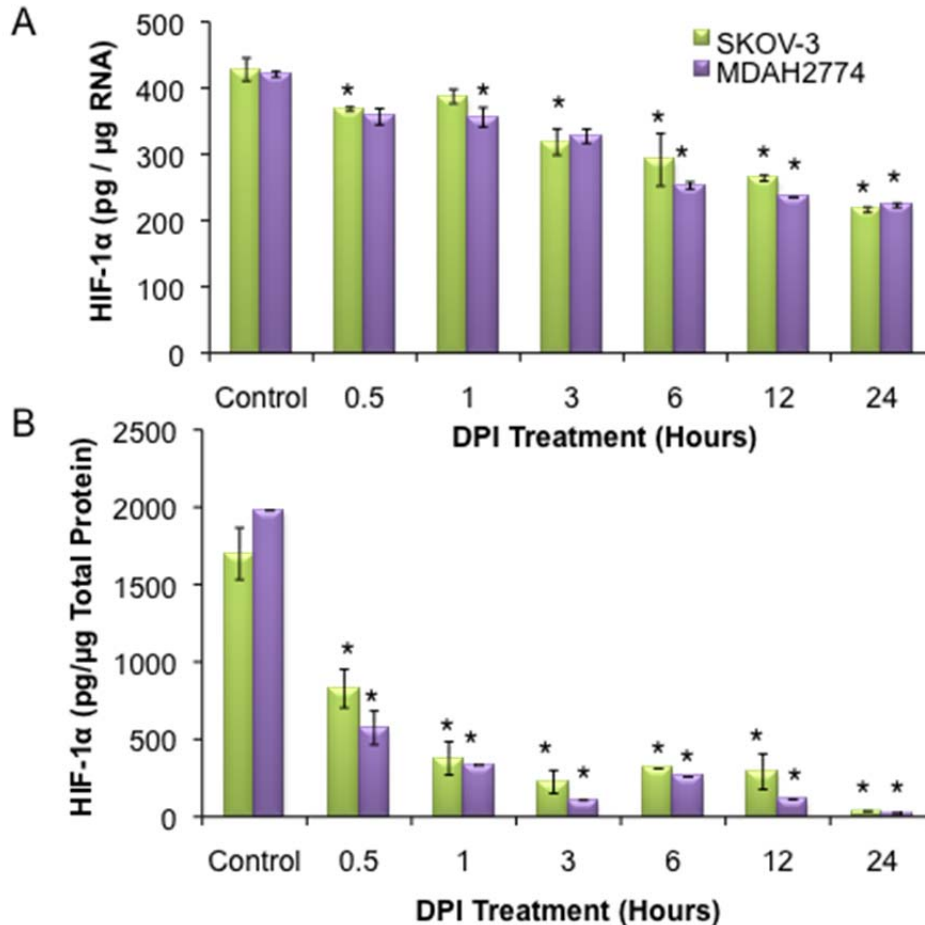 A
HIF-1α (pg / µg RNA)
500
400
300
200
100
0
SKOV-3
MDAH2774
* * * * * * * * * *
Control 0.5 1 3 6 12 24
DPI Treatment (Hours)
B
HIF-1α (pg/µg Total Protein)
2500
2000
1500
1000
500
0
* * * * * * * * * * * *
Control 0.5 1 3 6 12 24
DPI Treatment (Hours)